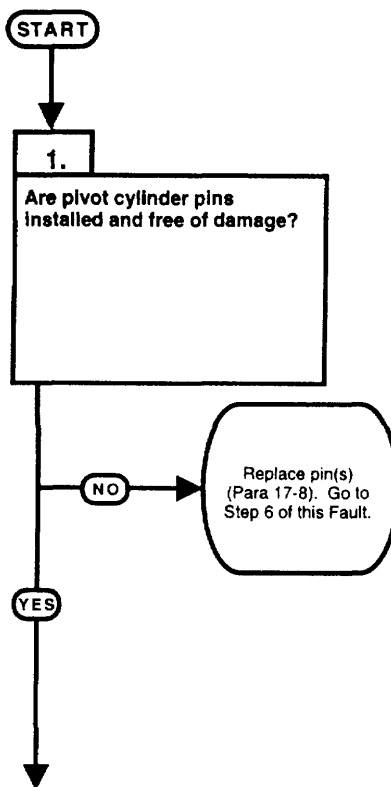 START
1.
Are pivot cylinder pins
installed and free of damage?
NO
Replace pin(s)
(Para 17-8). Go to
Step 6 of this Fault.
YES